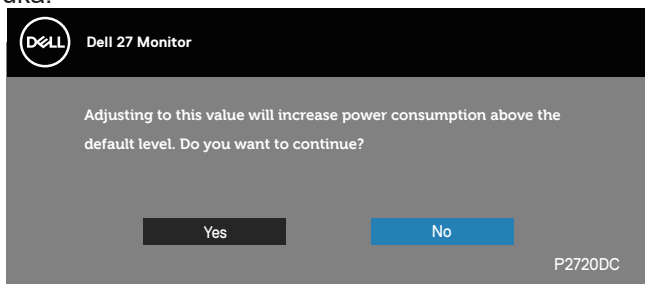 DELL
Dell 27 Monitor
Adjusting to this value will increase power consumption above the
default level. Do you want to continue?
Yes
No
P2720DC